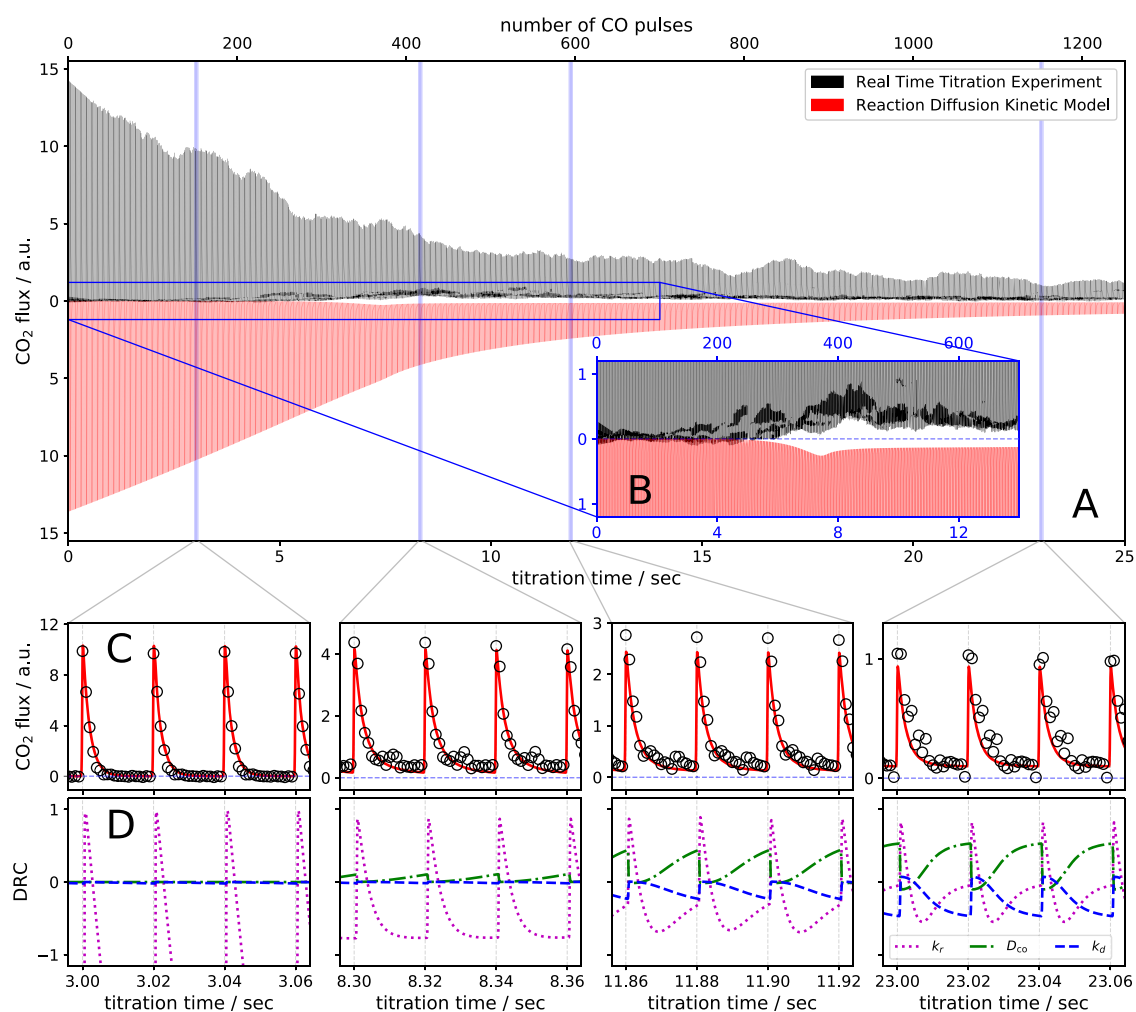 number of CO pulses
0 200 400 600 800 1000 1200
15
10
5
0
5
10
15
CO2 flux / a.u.
Real Time Titration Experiment
Reaction Diffusion Kinetic Model
A
0 5 10 15 20 25
titration time / sec
0 200 400 600
1
0
1
B
0 4 8 12
C
CO2 flux / a.u.
12
10
8
6
4
2
0
4
2
0
3
2
1
0
1
0
D
DRC
1
0
−1
kr Dco kd
3.00 3.02 3.04 3.06
8.30 8.32 8.34 8.36
11.86 11.88 11.90 11.92
23.00 23.02 23.04 23.06
titration time / sec
titration time / sec
titration time / sec
titration time / sec